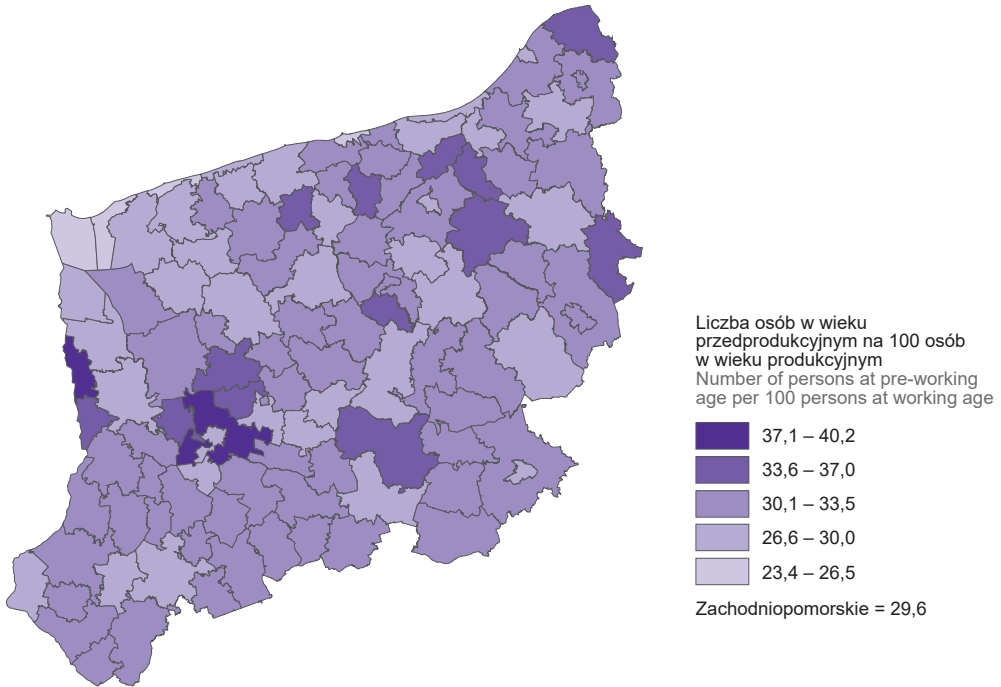 Liczba osób w wieku
przedprodukcyjnym na 100 osób
w wieku produkcyjnym
Number of persons at pre-working
age per 100 persons at working age
37,1 – 40,2
33,6 – 37,0
30,1 – 33,5
26,6 – 30,0
23,4 – 26,5
Zachodniopomorskie = 29,6